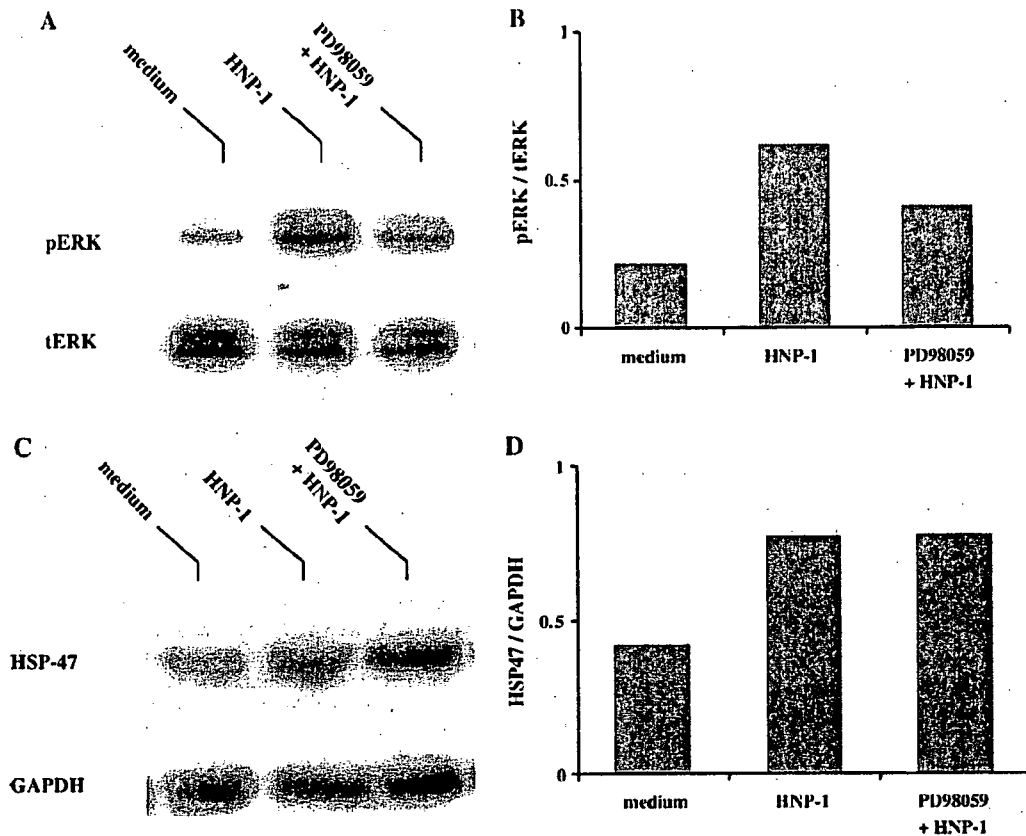 A
medium
HNP-1
PD98059
+ HNP-1
pERK
tERK
B
pERK / tERK
1
0.5
0
medium
HNP-1
PD98059
+ HNP-1
C
medium
HNP-1
PD98059
+ HNP-1
HSP-47
GAPDH
D
HSP47 / GAPDH
1
0.5
0
medium
HNP-1
PD98059
+ HNP-1